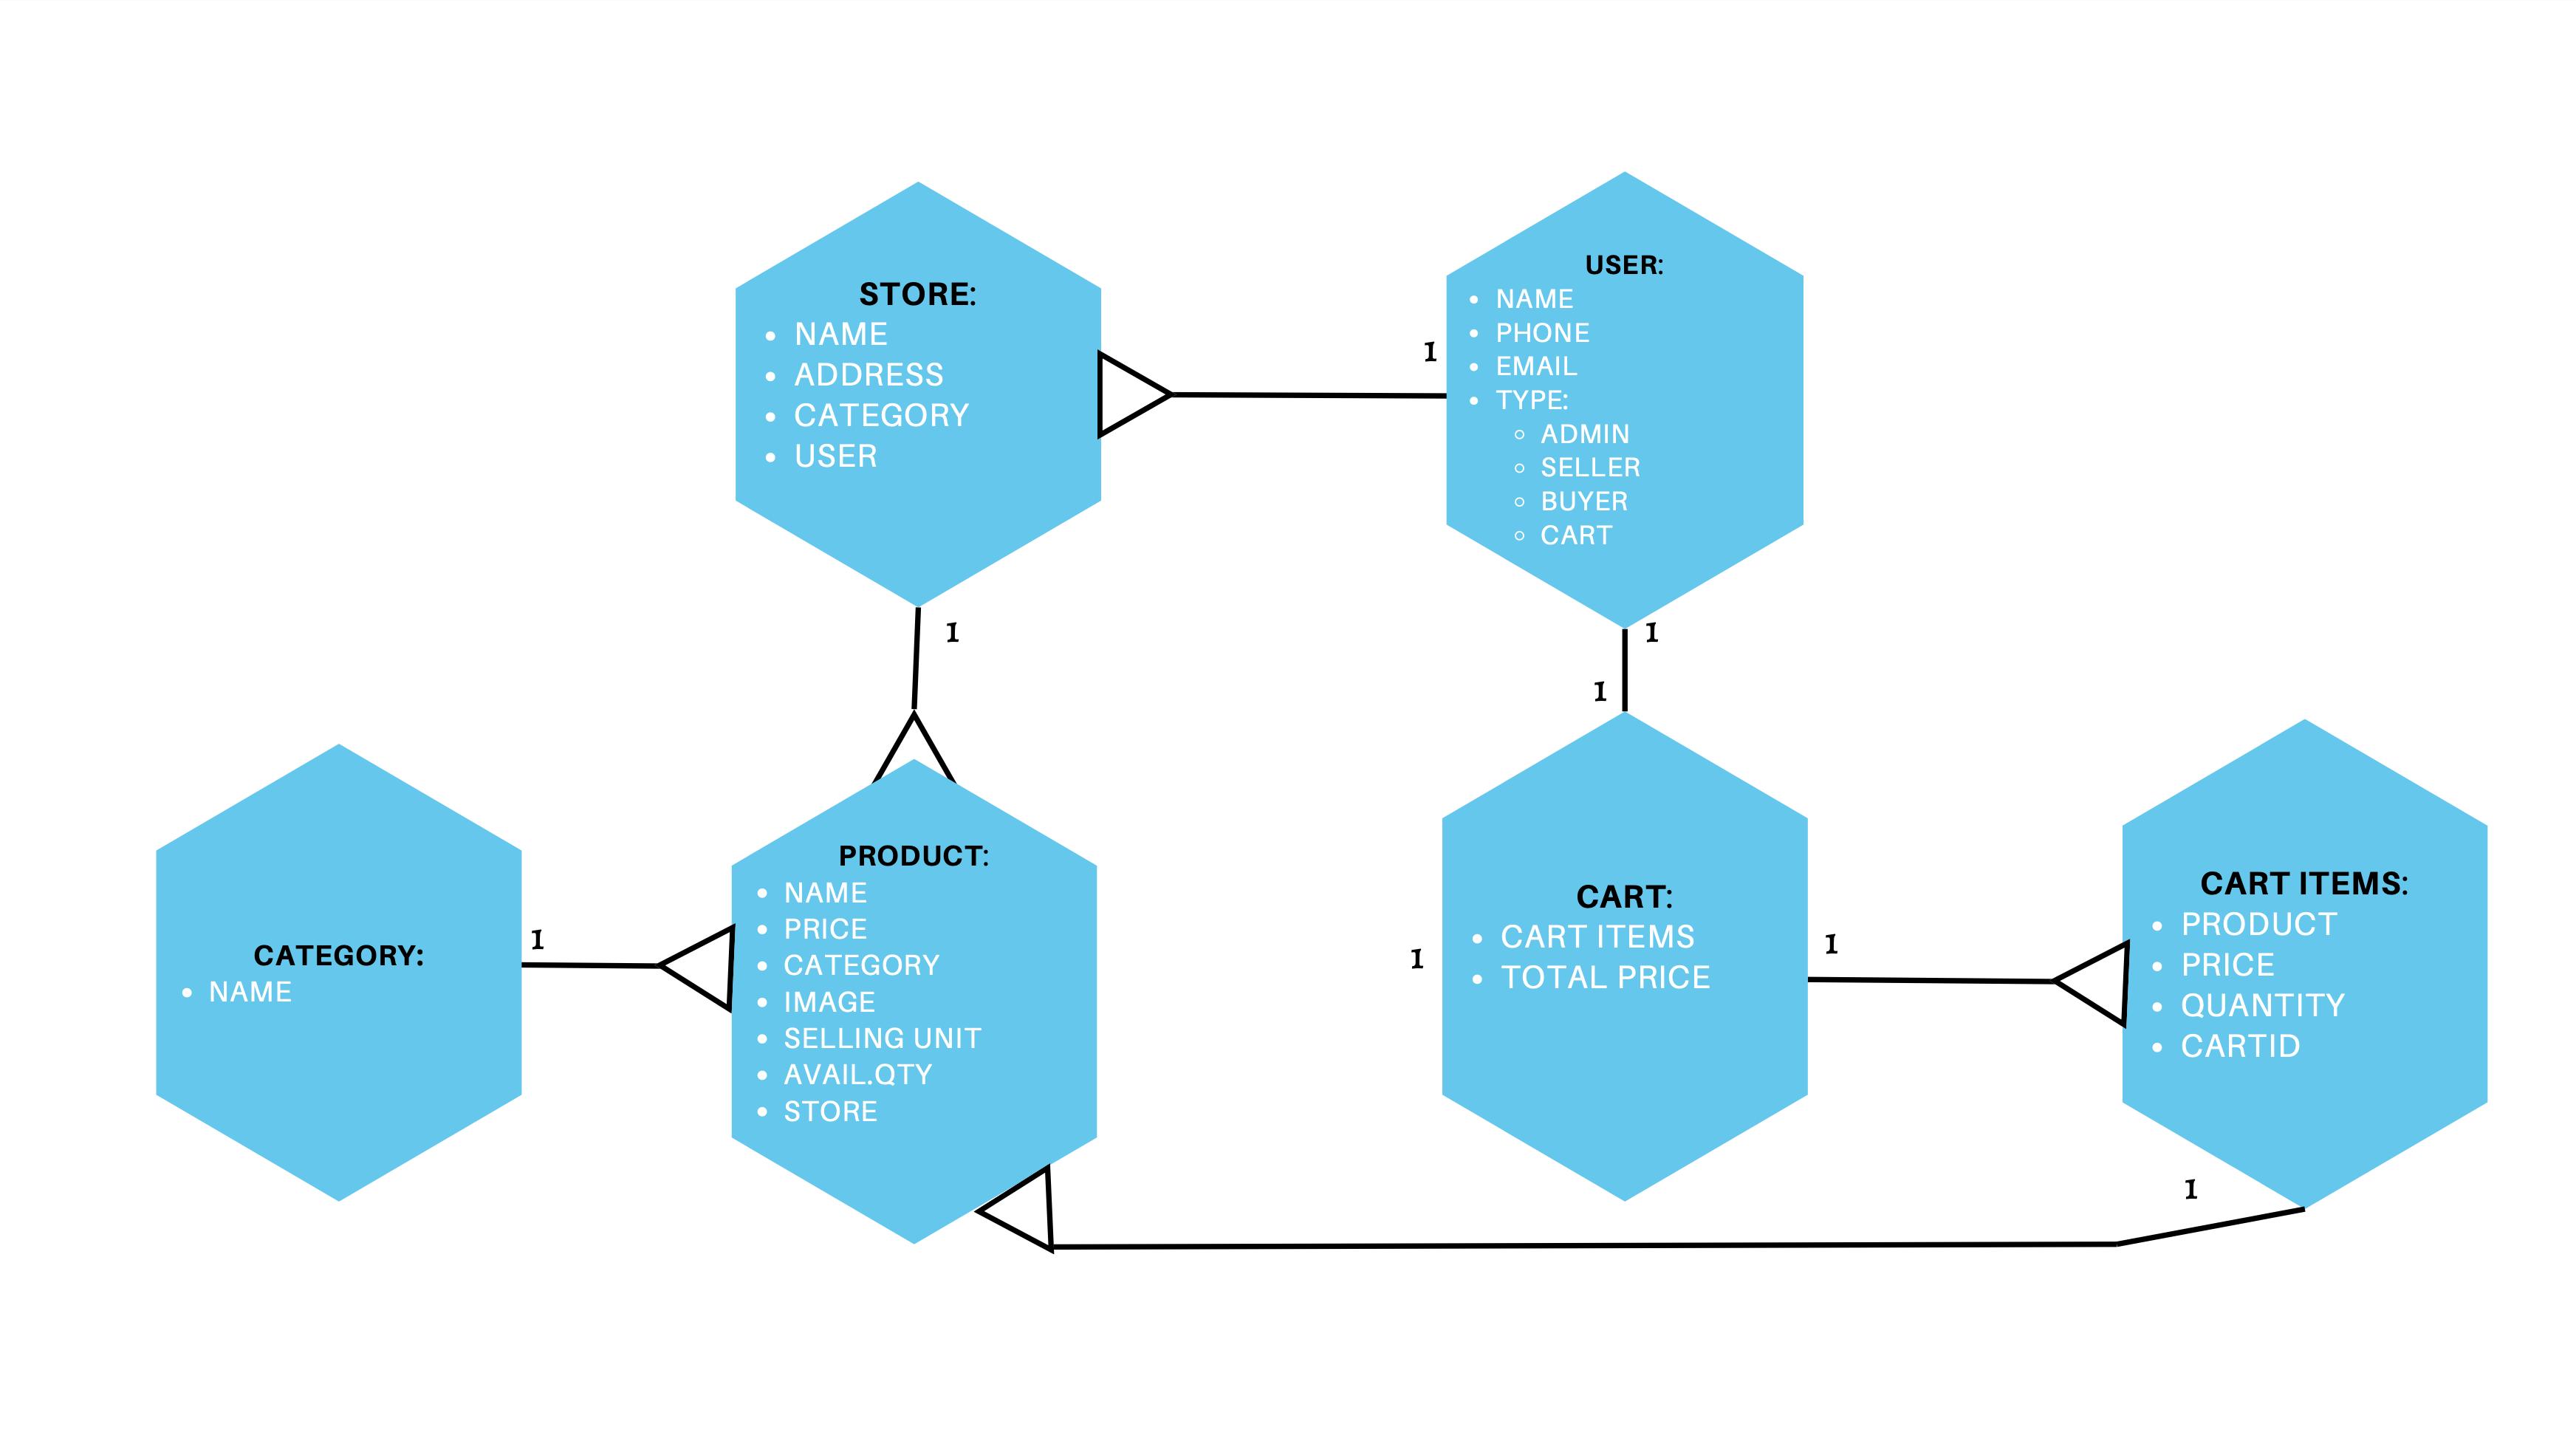 STORE:
NAME
ADDRESS
CATEGORY
USER
1
1
USER:
NAME
PHONE
EMAIL
TYPE:
ADMIN
SELLER
BUYER
CART
1
1
CATEGORY:
NAME
1
PRODUCT:
NAME
PRICE
CATEGORY
IMAGE
SELLING UNIT
AVAIL.QTY
STORE
1
CART:
CART ITEMS
TOTAL PRICE
1
CART ITEMS:
PRODUCT
PRICE
QUANTITY
CARTID
1